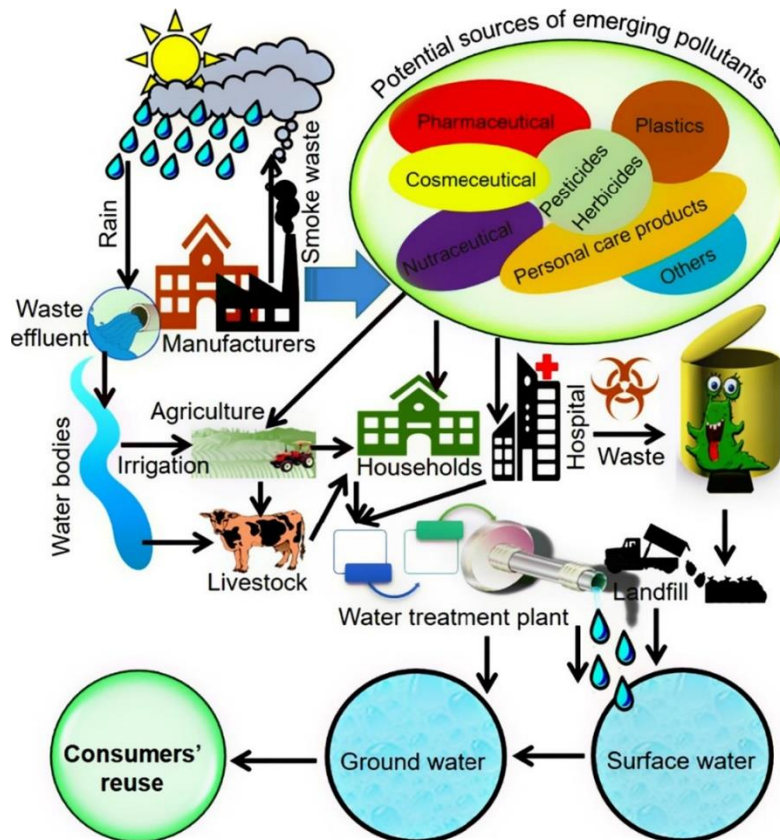 Potential sources of emerging pollutants
Pharmaceutical
Plastics
Cosmeceutical
Pesticides
Herbicides
Nutraceutical
Personal care products
Others
Rain
Smoke waste
Waste
effluent
Manufacturers
Agriculture
Irrigation
Water bodies
Livestock
Households
Hospital
Waste
Water treatment plant
Landfill
Consumers'
reuse
Ground water
Surface water